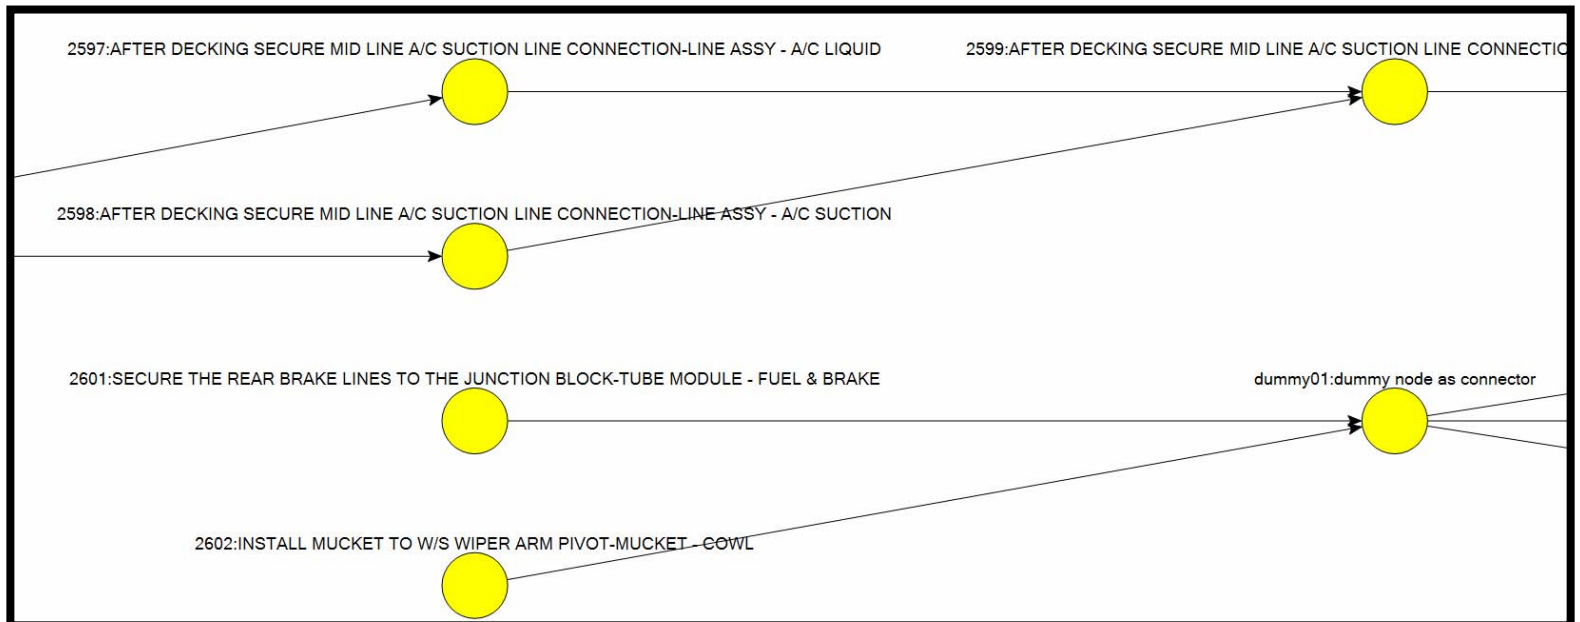 2597:AFTER DECKING SECURE MID LINE A/C SUCTION LINE CONNECTION-LINE ASSY - A/C LIQUID
2599:AFTER DECKING SECURE MID LINE A/C SUCTION LINE CONNECTIO
2598:AFTER DECKING SECURE MID LINE A/C SUCTION LINE CONNECTION-LINE ASSY - A/C SUCTION
2601:SECURE THE REAR BRAKE LINES TO THE JUNCTION BLOCK-TUBE MODULE - FUEL & BRAKE
dummy01:dummy node as connector
2602:INSTALL MUCKET TO W/S WIPER ARM PIVOT-MUCKET - COWL